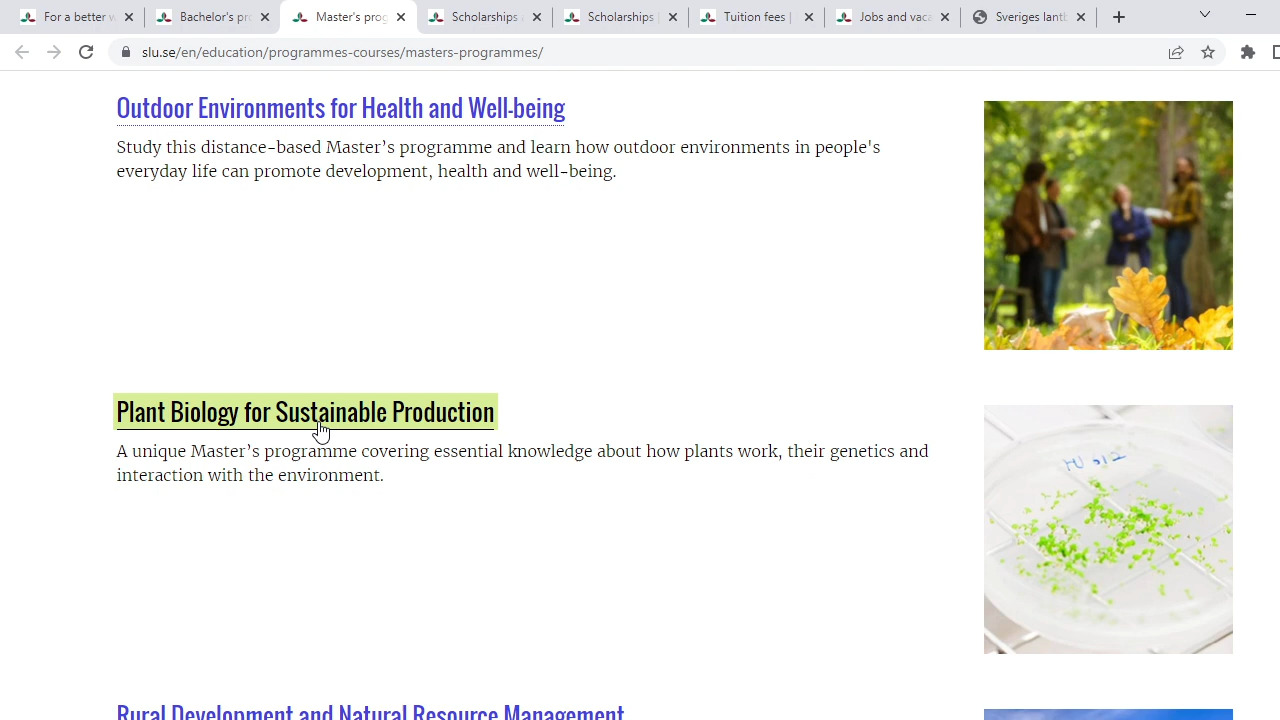 For a better w
Bachelor's pro
Master's prog
Scholarships
Scholarships |
Tuition fees |
Jobs and vaca
Sveriges lantb
slu.se/en/education/programmes-courses/masters-programmes/
Outdoor Environments for Health and Well-being
Study this distance-based Master’s programme and learn how outdoor environments in people's
everyday life can promote development, health and well-being.
Plant Biology for Sustainable Production
A unique Master’s programme covering essential knowledge about how plants work, their genetics and
interaction with the environment.
Rural Development and Natural Resource Management